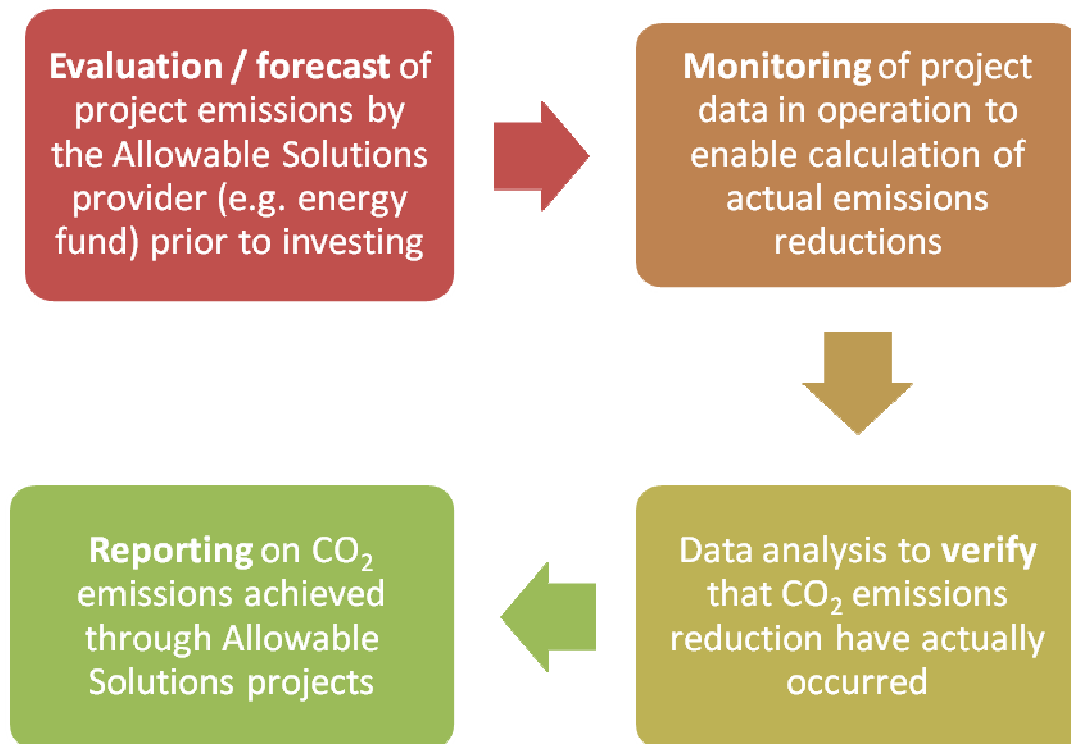 Evaluation / forecast of
project emissions by
the Allowable Solutions
provider (e.g. energy
fund) prior to investing
Monitoring of project
data in operation to
enable calculation of
actual emissions
reductions
Data analysis to verify
that CO₂ emissions
reduction have actually
occurred
Reporting on CO₂
emissions achieved
through Allowable
Solutions projects